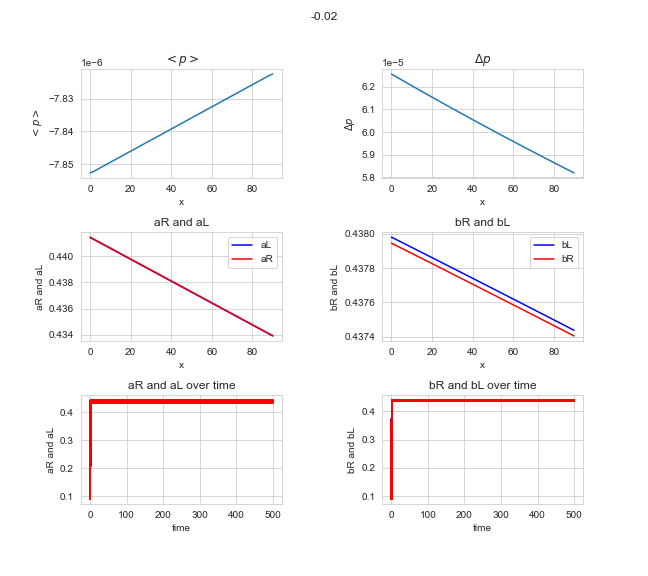 -0.02
<p>
Δp
1e−6
1e−5
−7.83
−7.84
−7.85
<p>
0 20 40 60 80
x
6.2
6.1
6.0
5.9
5.8
Δp
0 20 40 60 80
x
aR and aL
aL
aR
0.440
0.438
0.436
0.434
aR and aL
0 20 40 60 80
x
bR and bL
bL
bR
0.4380
0.4378
0.4376
0.4374
bR and bL
0 20 40 60 80
x
aR and aL over time
0.4
0.3
0.2
0.1
aR and aL
0 100 200 300 400 500
time
bR and bL over time
0.4
0.3
0.2
0.1
bR and bL
0 100 200 300 400 500
time